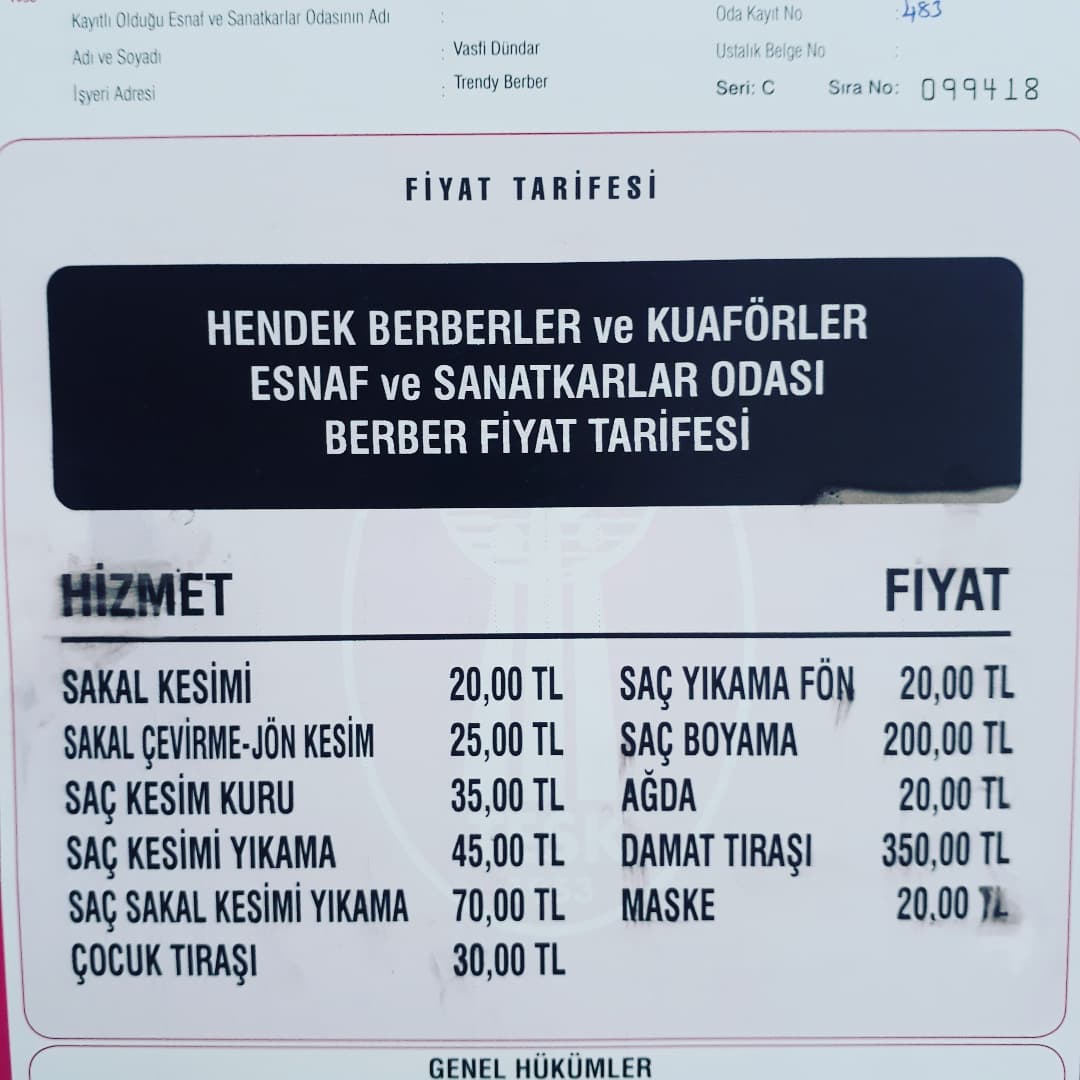 Kayıtlı Olduğu Esnaf ve Sanatkarlar Odasının Adı :
Adı ve Soyadı : Vasfi Dündar
İşyeri Adresi : Trendy Berber
Oda Kayıt No : 483
Ustalık Belge No :
Seri: C Sıra No: 099418
FİYAT TARİFESİ
HENDEK BERBERLER ve KUAFÖRLER
ESNAF ve SANATKARLAR ODASI
BERBER FİYAT TARİFESİ
HİZMET FİYAT
SAKAL KESİMİ 20,00 TL SAÇ YIKAMA FÖN 20,00 TL
SAKAL ÇEVİRME-JÖN KESİM 25,00 TL SAÇ BOYAMA 200,00 TL
SAÇ KESİM KURU 35,00 TL AĞDA 20,00 TL
SAÇ KESİMİ YIKAMA 45,00 TL DAMAT TIRAŞI 350,00 TL
SAÇ SAKAL KESİMİ YIKAMA 70,00 TL MASKE 20,00 TL
ÇOCUK TIRAŞI 30,00 TL
GENEL HÜKÜMLER